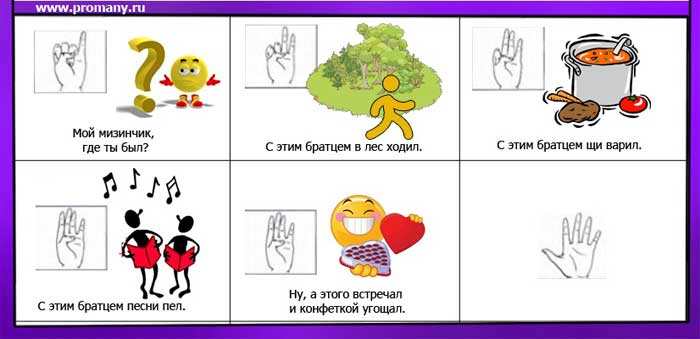 www.promany.ru
Мой мизинчик,
где ты был?
С этим братцем в лес ходил.
С этим братцем щи варил.
С этим братцем песни пел.
Ну, а этого встречал
и конфеткой угощал.